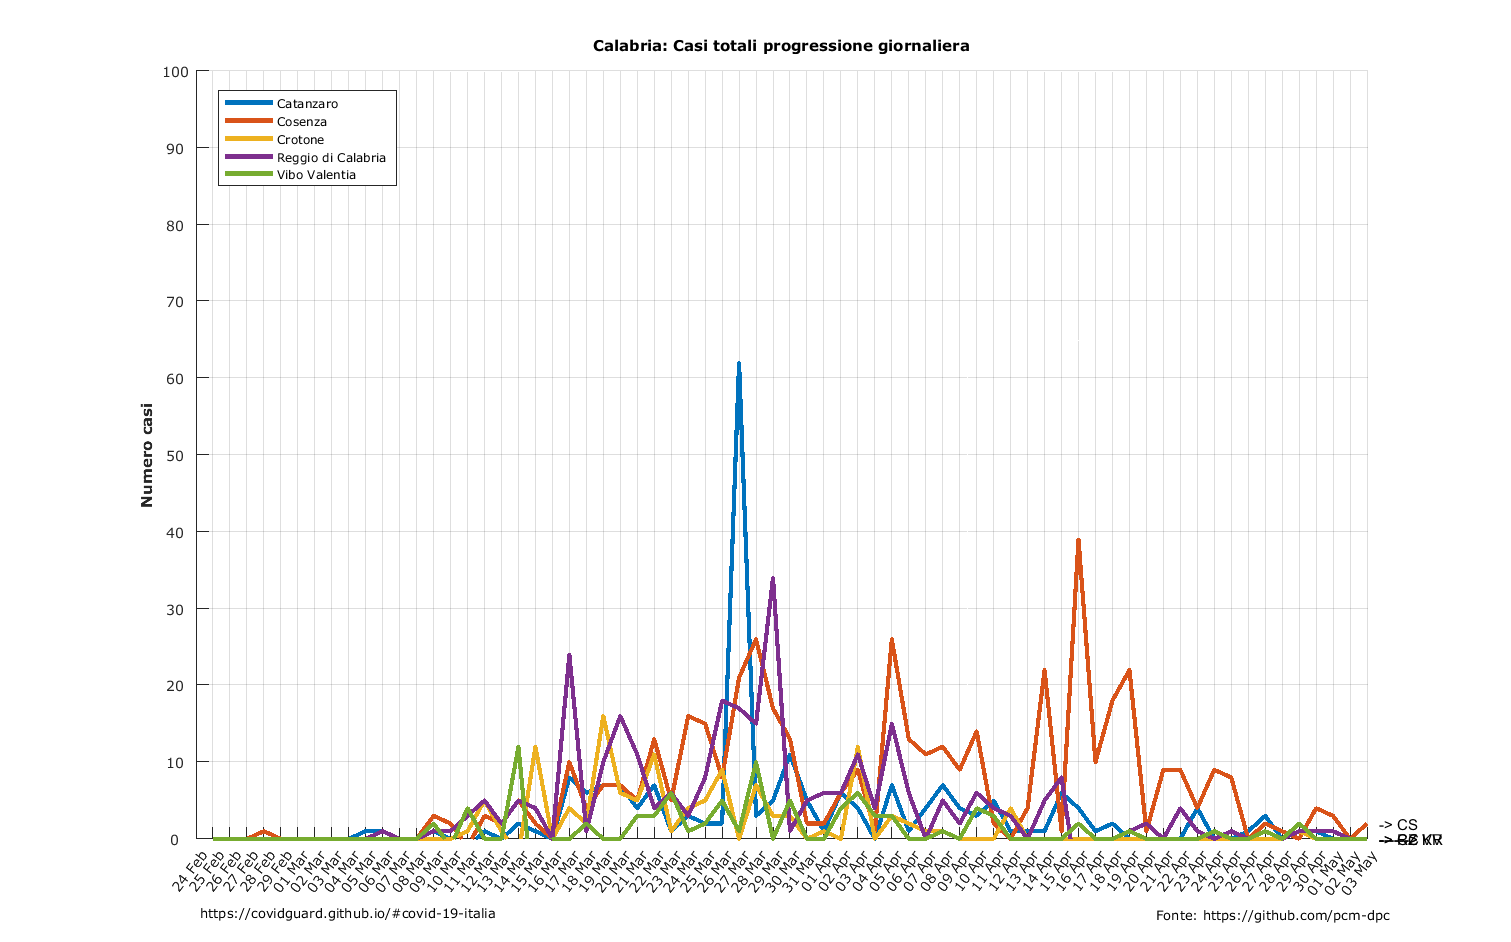 Calabria: Casi totali progressione giornaliera
Numero casi
100
90
80
70
60
50
40
30
20
10
0
Catanzaro
Cosenza
Crotone
Reggio di Calabria
Vibo Valentia
24 Feb
25 Feb
26 Feb
27 Feb
28 Feb
29 Feb
01 Mar
02 Mar
03 Mar
04 Mar
05 Mar
06 Mar
07 Mar
08 Mar
09 Mar
10 Mar
11 Mar
12 Mar
13 Mar
14 Mar
15 Mar
16 Mar
17 Mar
18 Mar
19 Mar
20 Mar
21 Mar
22 Mar
23 Mar
24 Mar
25 Mar
26 Mar
27 Mar
28 Mar
29 Mar
30 Mar
31 Mar
01 Apr
02 Apr
03 Apr
04 Apr
05 Apr
06 Apr
07 Apr
08 Apr
09 Apr
10 Apr
11 Apr
12 Apr
13 Apr
14 Apr
15 Apr
16 Apr
17 Apr
18 Apr
19 Apr
20 Apr
21 Apr
22 Apr
23 Apr
24 Apr
25 Apr
26 Apr
27 Apr
28 Apr
29 Apr
30 Apr
01 May
02 May
03 May
-> CS
https://covidguard.github.io/#covid-19-italia
Fonte: https://github.com/pcm-dpc